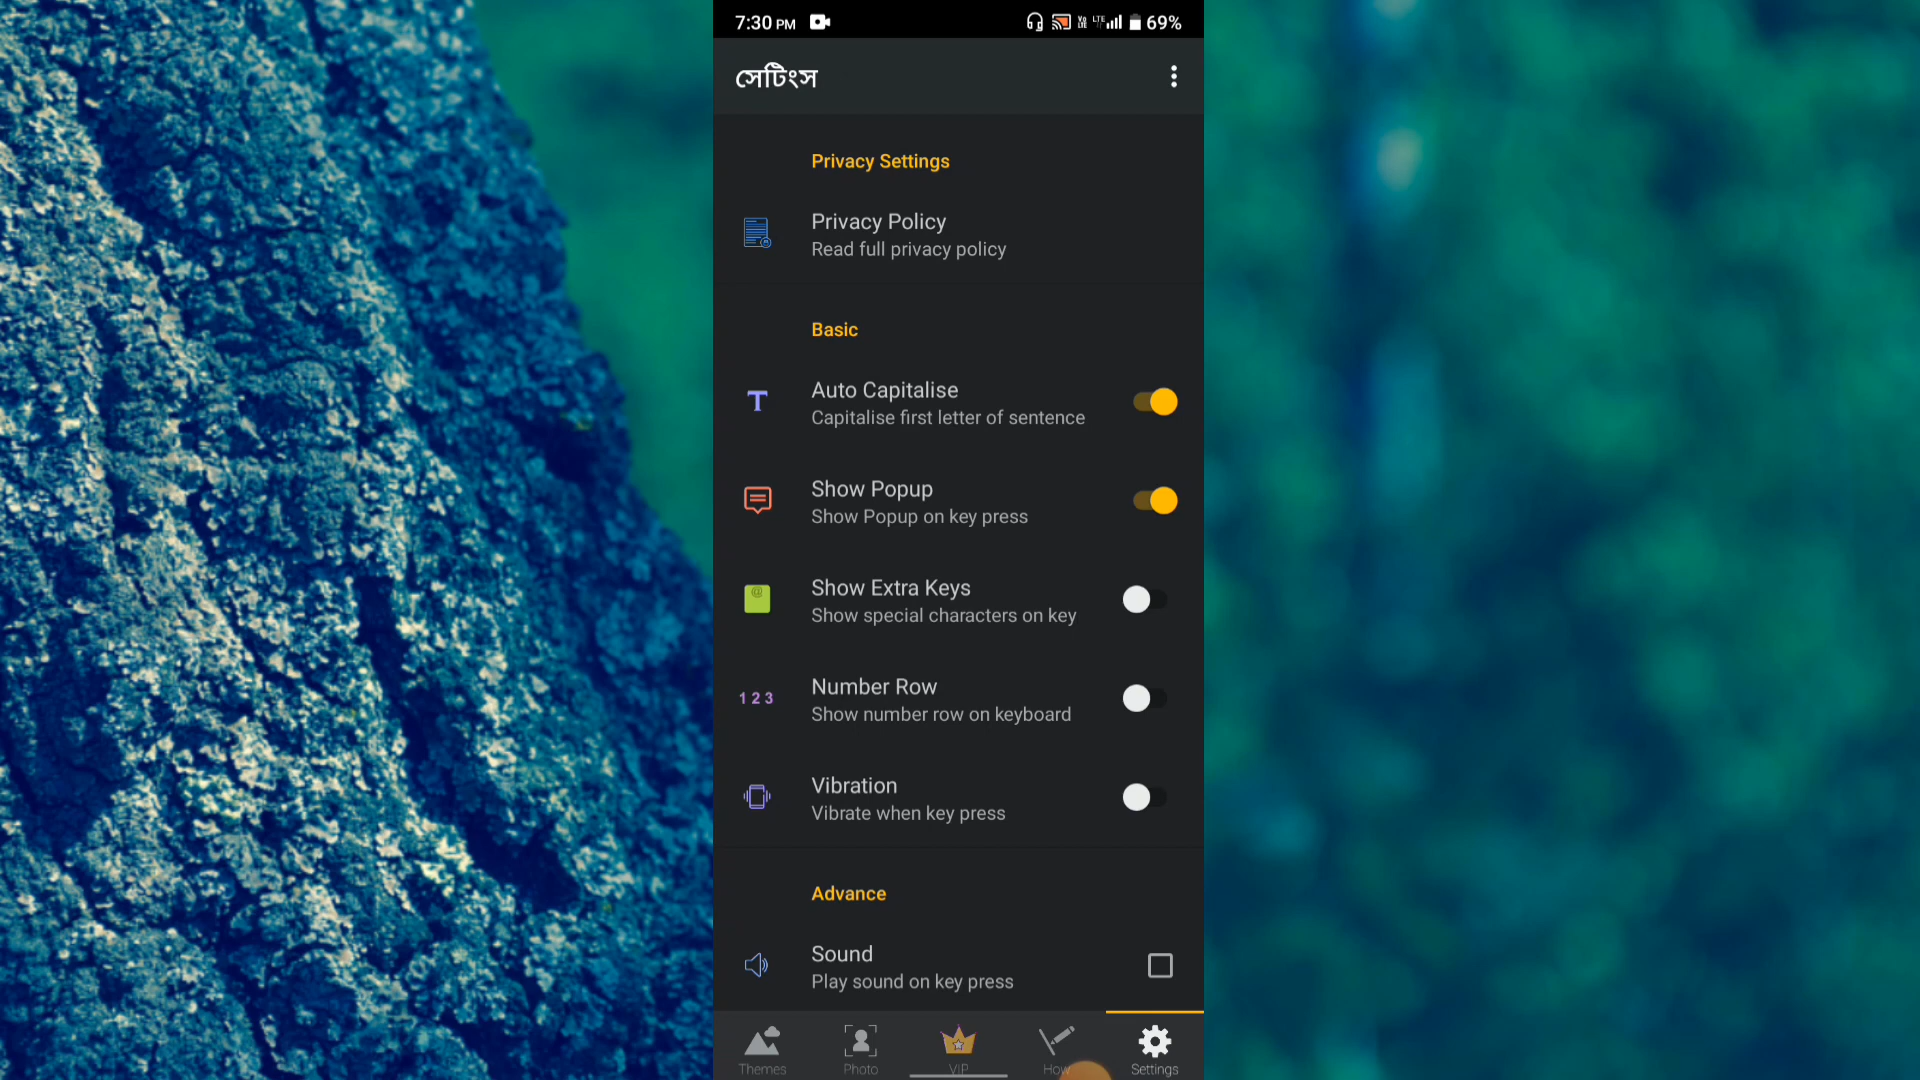 7:30 PM 69%
সেটিংস
Privacy Settings
Privacy Policy
Read full privacy policy
Basic
T
Auto Capitalise
Capitalise first letter of sentence
Show Popup
Show Popup on key press
@
Show Extra Keys
Show special characters on key
1 2 3
Number Row
Show number row on keyboard
Vibration
Vibrate when key press
Advance
Sound
Play sound on key press
Themes Photo VIP How Settings